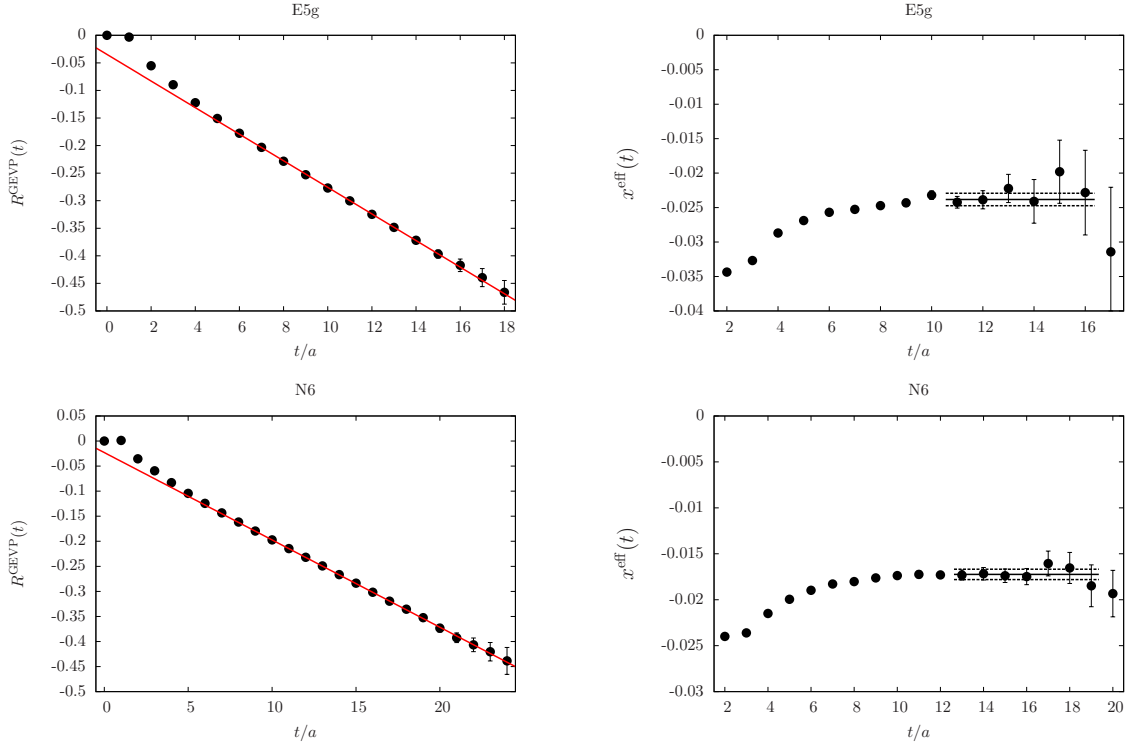 E5g
0
-0.05
-0.1
-0.15
-0.2
-0.25
-0.3
-0.35
-0.4
-0.45
-0.5
R^GEVP(t)
0 2 4 6 8 10 12 14 16 18
t/a
E5g
0
-0.005
-0.01
-0.015
-0.02
-0.025
-0.03
-0.035
-0.04
x^eff(t)
2 4 6 8 10 12 14 16
t/a
N6
0.05
0
-0.05
-0.1
-0.15
-0.2
-0.25
-0.3
-0.35
-0.4
-0.45
-0.5
R^GEVP(t)
0 5 10 15 20
t/a
N6
0
-0.005
-0.01
-0.015
-0.02
-0.025
-0.03
x^eff(t)
2 4 6 8 10 12 14 16 18 20
t/a